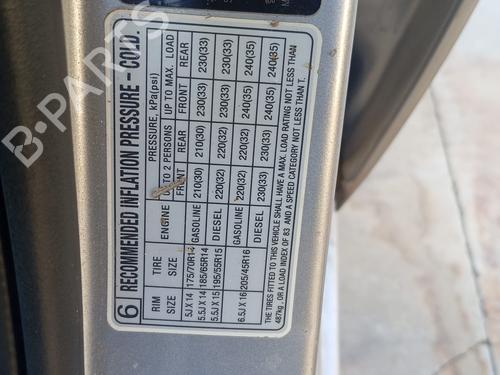 B-PARTS
6 RECOMMENDED INFLATION PRESSURE - COLD.
PRESSURE, kPa(psi)
RIM SIZE TIRE SIZE ENGINE UP TO 2 PERSONS UP TO MAX. LOAD
FRONT REAR FRONT REAR
5J X 14 175/70R14 GASOLINE 210(30) 210(30) 230(33) 230(33)
5.5J X 14 185/65R14
5.5J X 15 195/55R15 DIESEL 220(32) 220(32) 230(33) 230(33)
6.5J X 16 205/45R16 GASOLINE 220(32) 220(32) 240(35) 240(35)
DIESEL 230(33) 230(33) 240(35) 240(35)
THE TIRES FITTED TO THIS VEHICLE SHALL HAVE A MAX. LOAD RATING NOT LESS THAN
487kg , OR A LOAD INDEX OF 83 AND A SPEED CATEGORY NOT LESS THAN T.